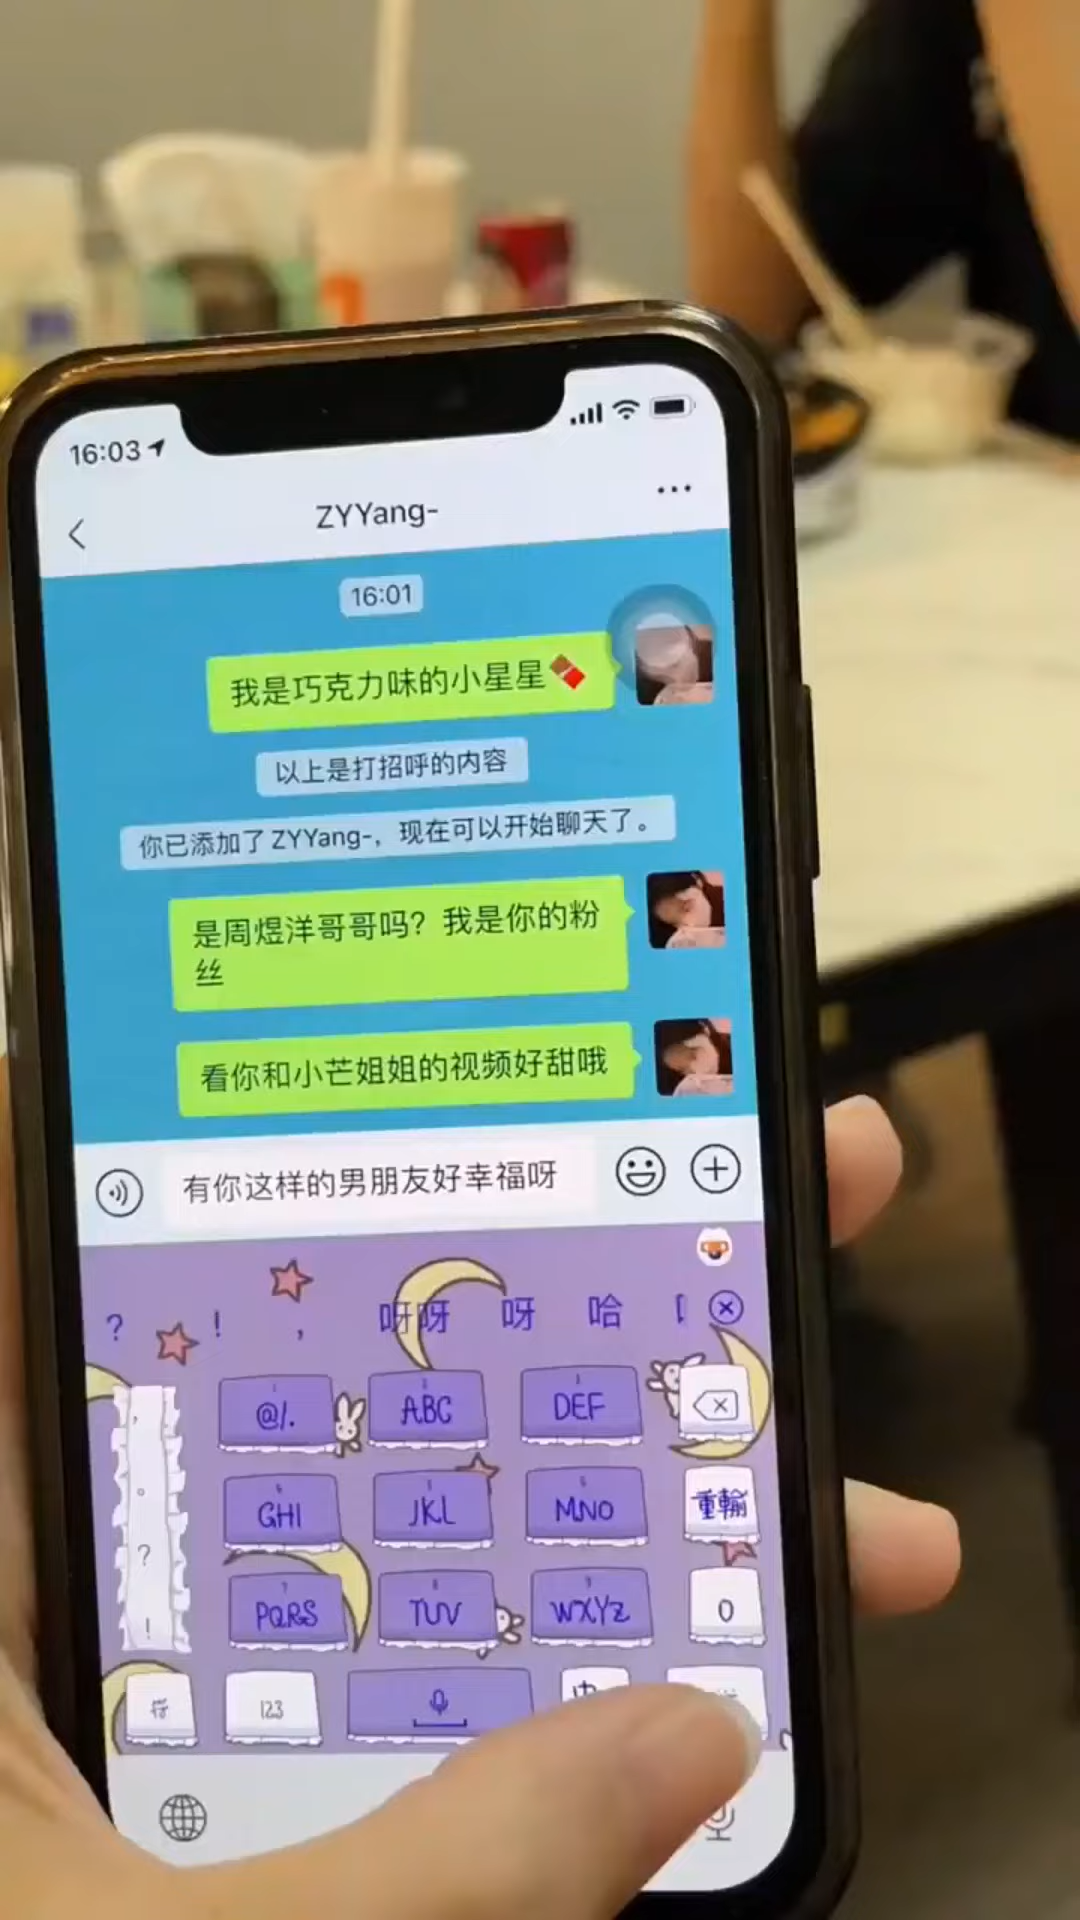 16:03
ZYYang-
16:01
我是巧克力味的小星星
以上是打招呼的内容
你已添加了ZYYang-，现在可以开始聊天了。
是周煜洋哥哥吗？我是你的粉
丝
看你和小芒姐姐的视频好甜哦
有你这样的男朋友好幸福呀
？ ！ ， 呀呀 呀 哈
@/. ABC DEF
GHI JKL MNO 重輸
。
？ PQRS TUV WXYZ 0
！
符 123